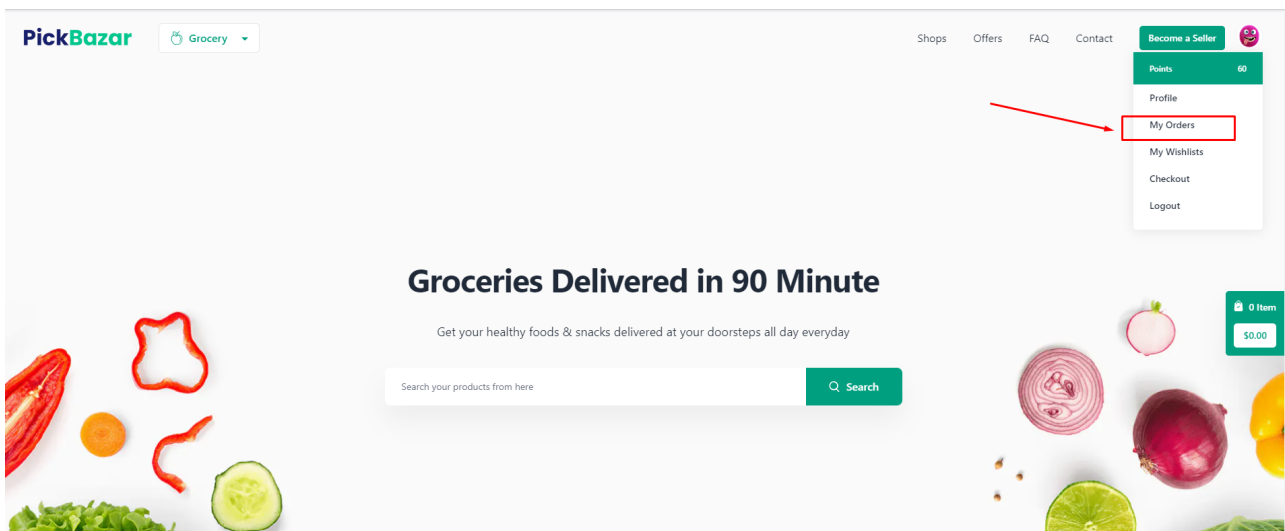 PickBazar
Grocery
Shops
Offers
FAQ
Contact
Become a Seller
Points 60
Profile
My Orders
My Wishlists
Checkout
Logout
Groceries Delivered in 90 Minute
Get your healthy foods & snacks delivered at your doorsteps all day everyday
0 Item
$0.00
Search your products from here
Search